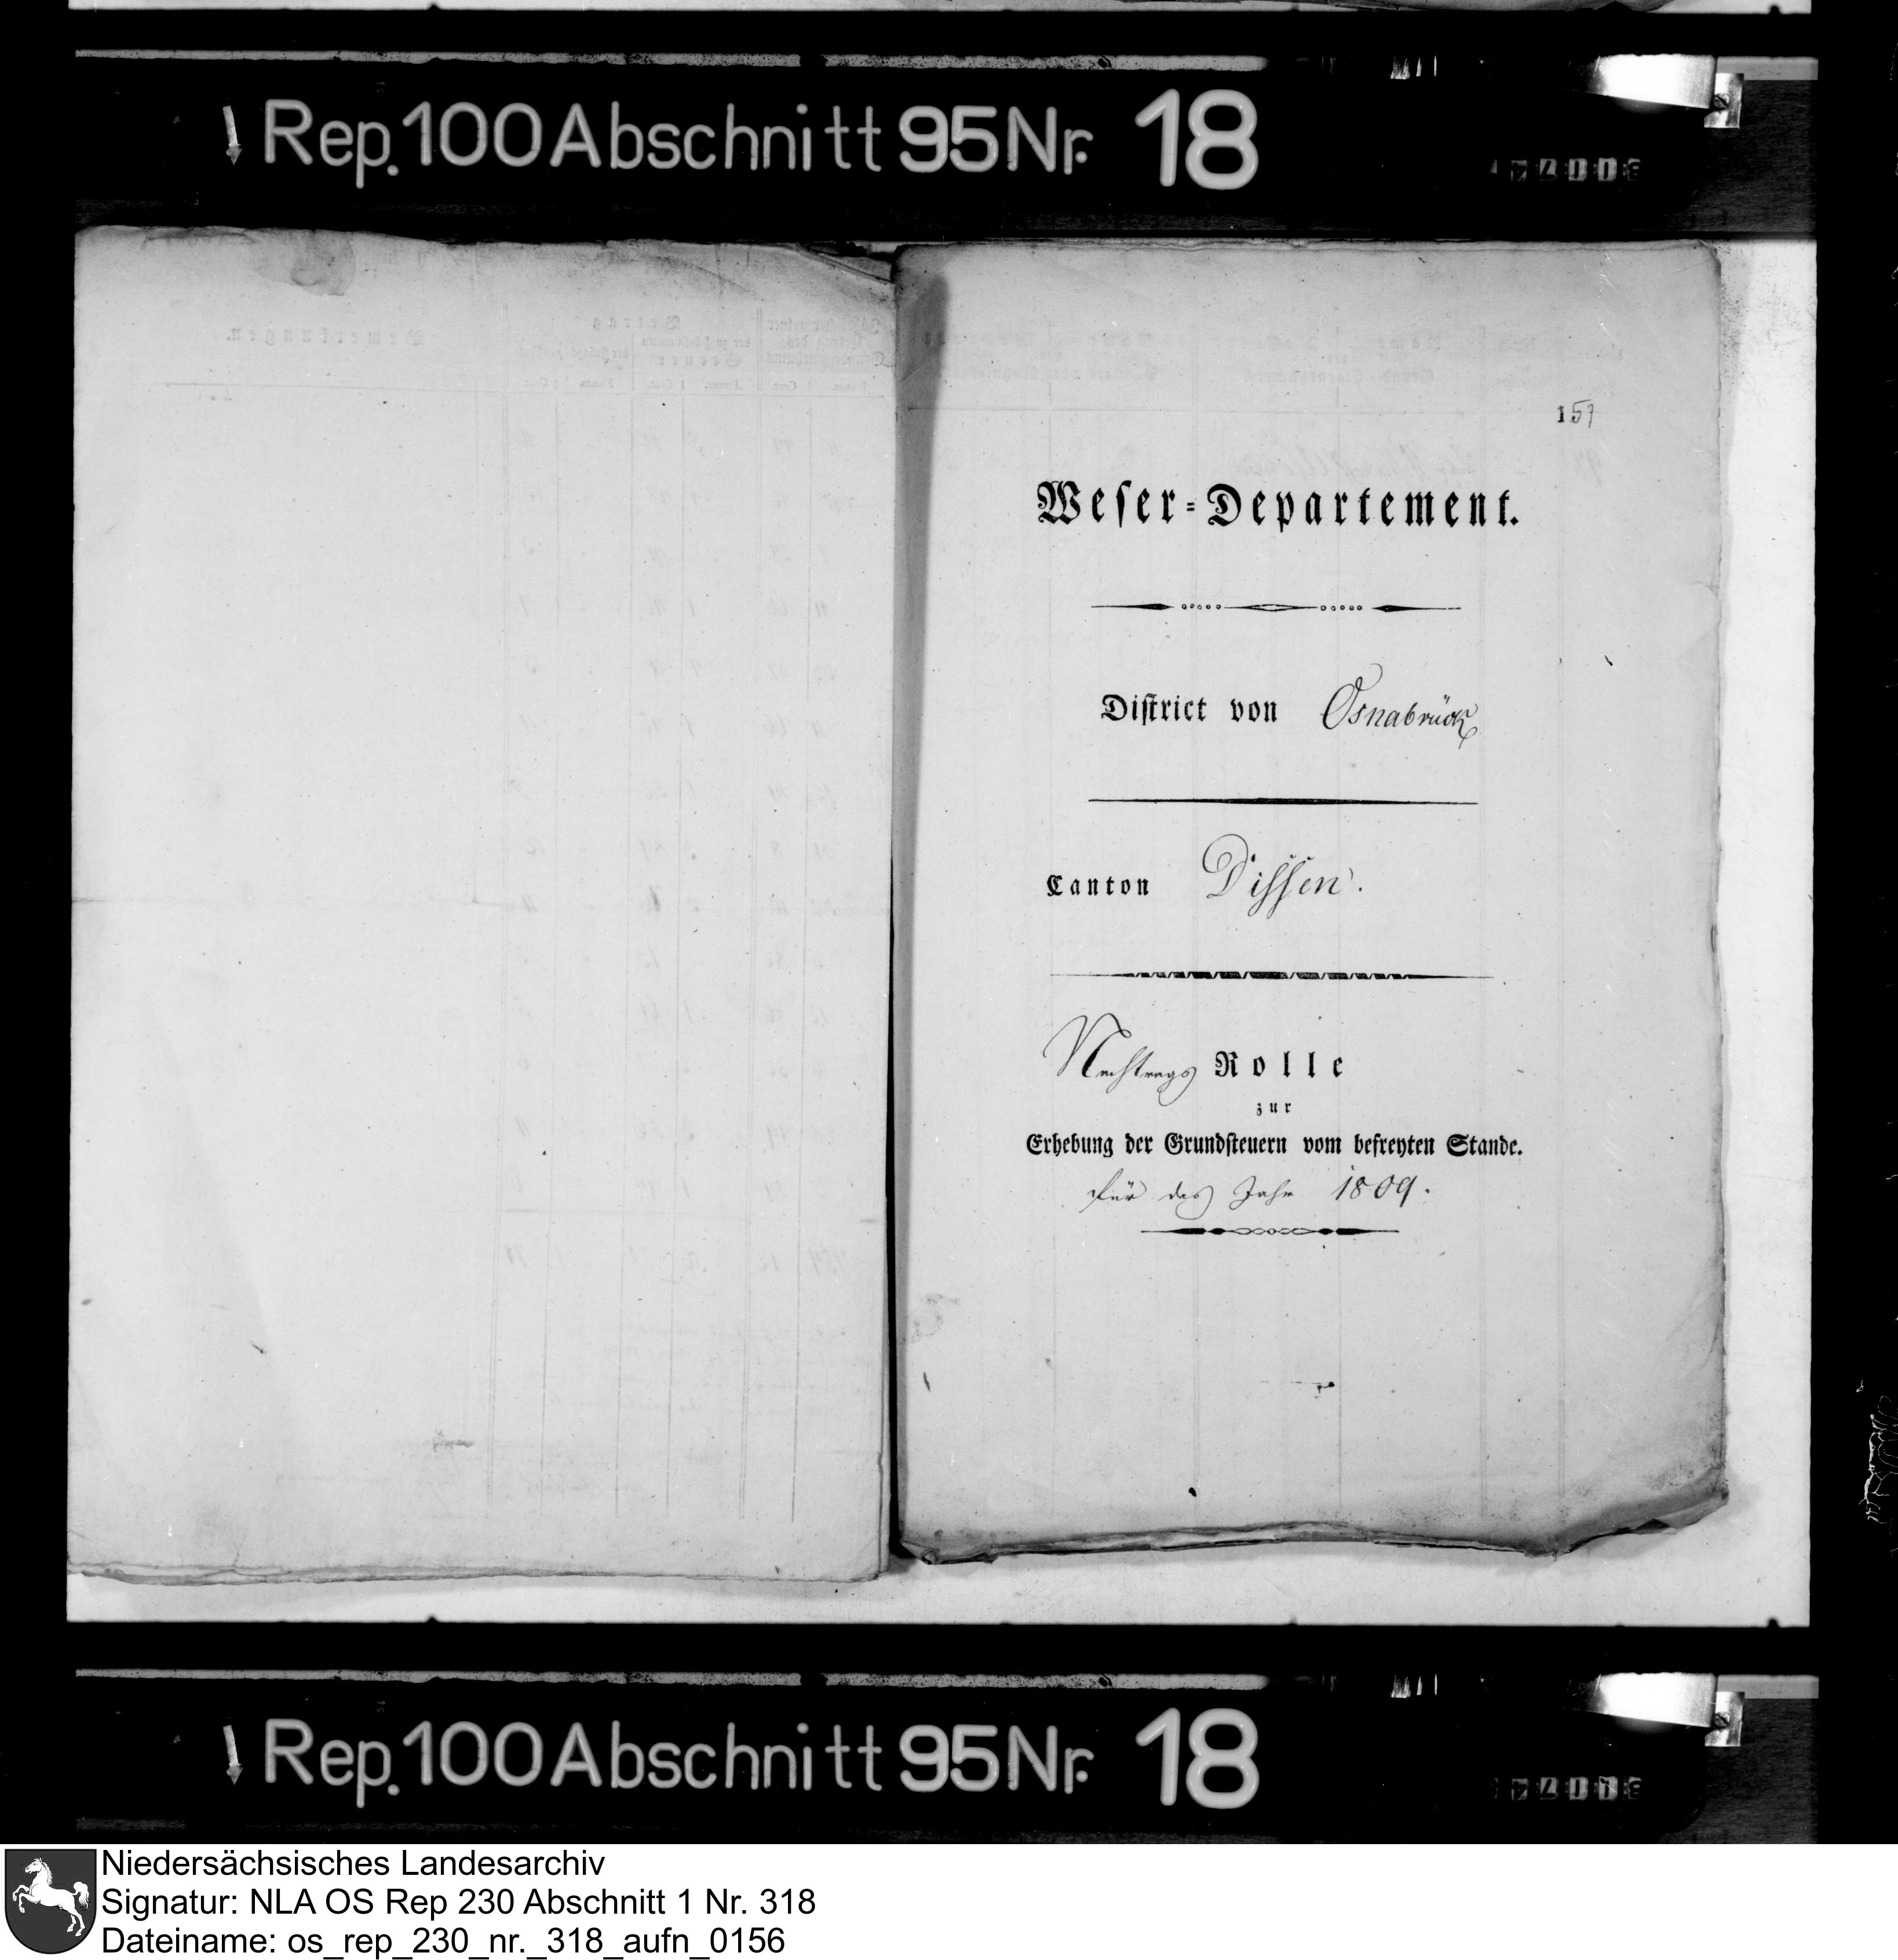 Rep. 100 Abschnitt 95 Nr. 18
157
Weser-Departement.
District von Osnabrück
Canton Dissen.
Nachtrags Rolle
zur
Erhebung der Grundsteuern vom befreyten Stande.
für das Jahr 1809.
Rep. 100 Abschnitt 95 Nr. 18
Niedersächsisches Landesarchiv
Signatur: NLA OS Rep 230 Abschnitt 1 Nr. 318
Dateiname: os_rep_230_nr._318_aufn_0156